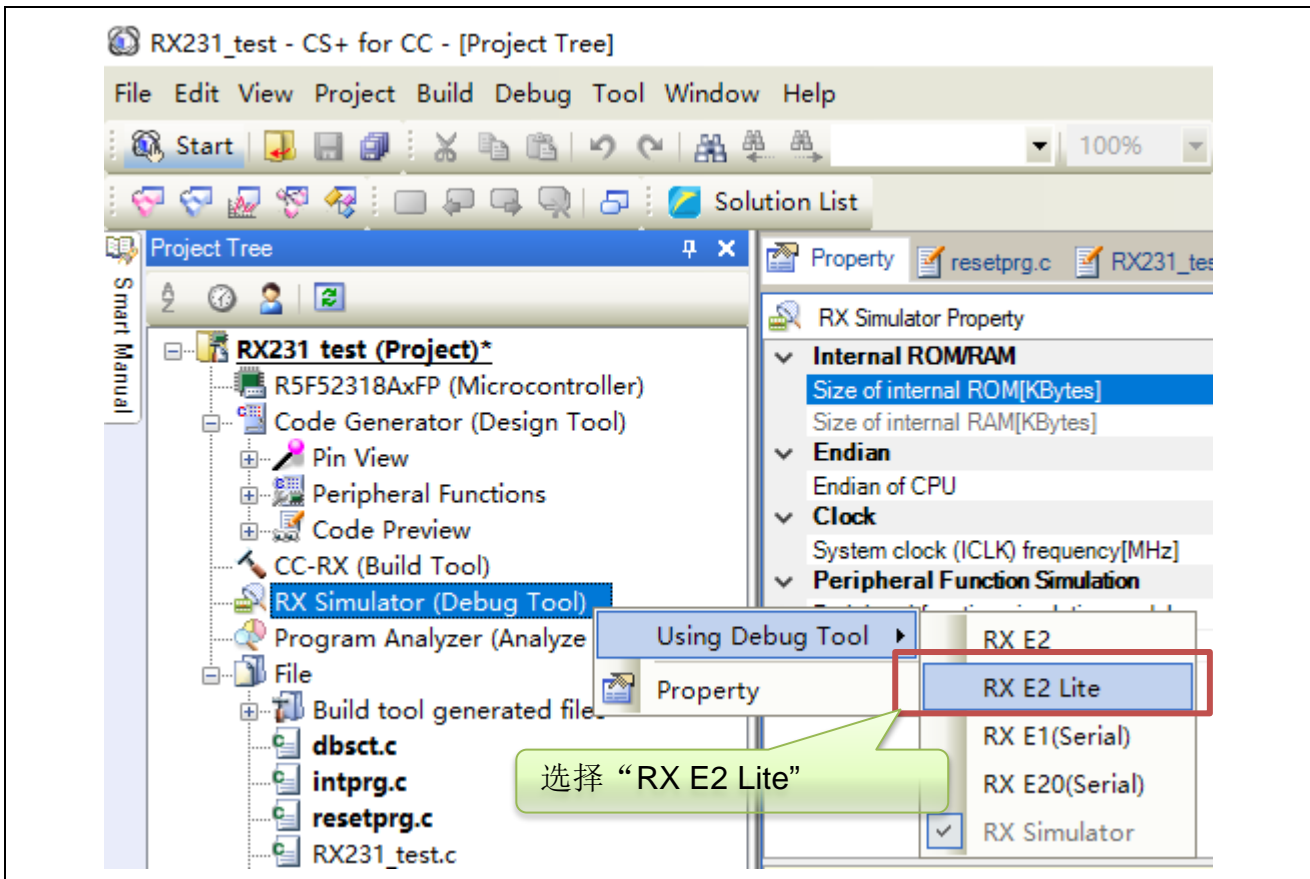 RX231_test - CS+ for CC - [Project Tree]
File Edit View Project Build Debug Tool Window Help
Start 100%
Solution List
Smart Manual
Project Tree
RX231_test (Project)*
R5F52318AxFP (Microcontroller)
Code Generator (Design Tool)
Pin View
Peripheral Functions
Code Preview
CC-RX (Build Tool)
RX Simulator (Debug Tool)
Program Analyzer (Analyze
File
Build tool generated files
dbsct.c
intprg.c
resetprg.c
RX231_test.c
Property resetprg.c RX231_tes
RX Simulator Property
Internal ROM/RAM
Size of internal ROM[KBytes]
Size of internal RAM[KBytes]
Endian
Endian of CPU
Clock
System clock (ICLK) frequency[MHz]
Peripheral Function Simulation
Using Debug Tool
Property
RX E2
RX E2 Lite
RX E1(Serial)
RX E20(Serial)
RX Simulator
选择“RX E2 Lite”